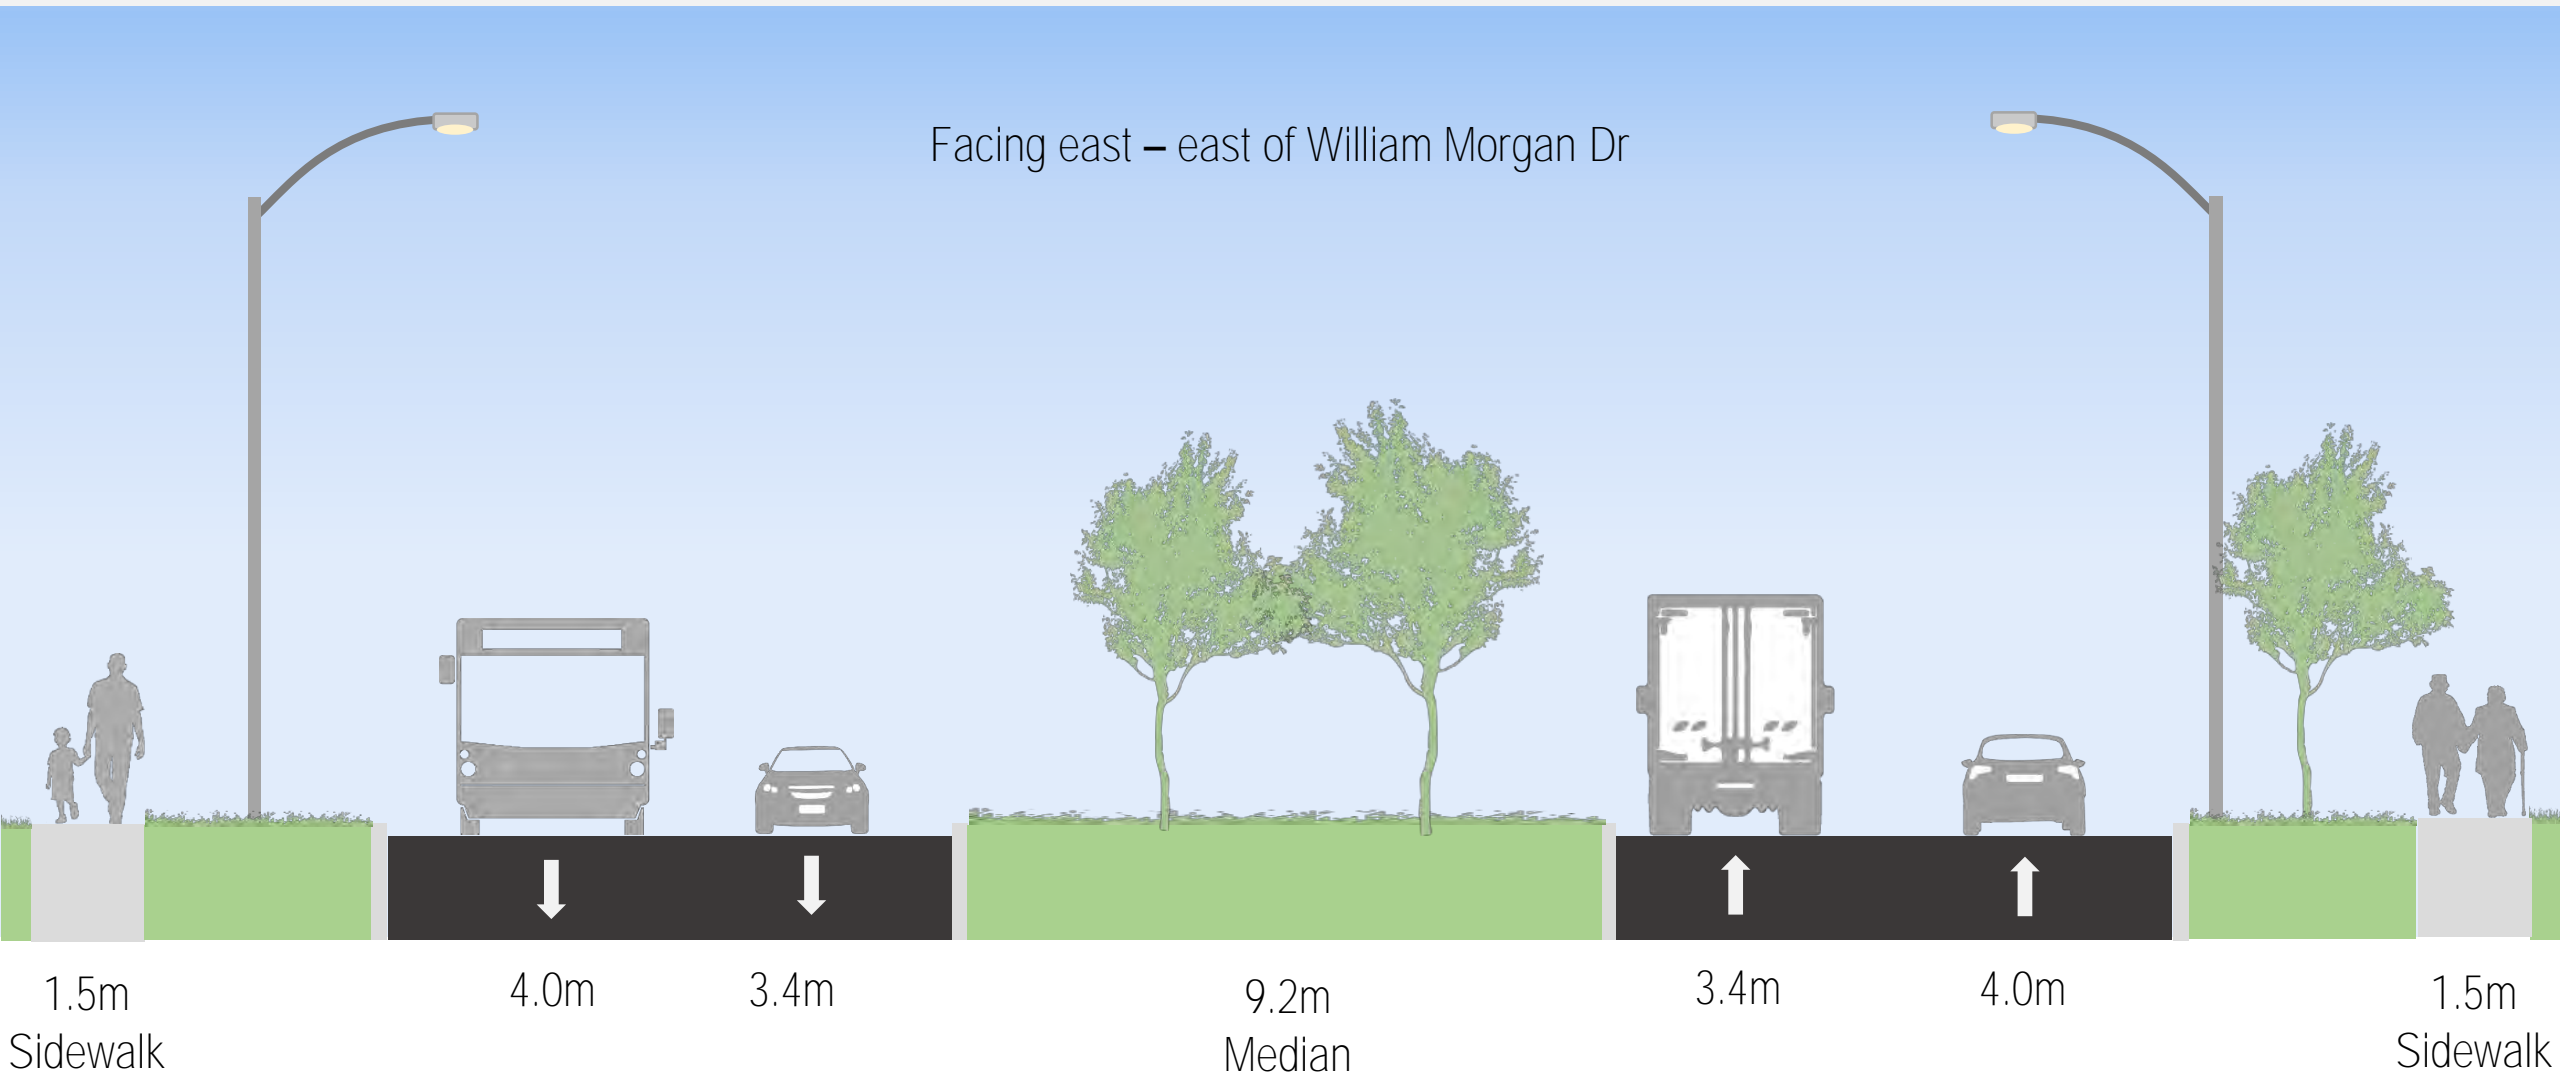 Facing east – east of William Morgan Dr
1.5m
Sidewalk
4.0m
3.4m
9.2m
Median
3.4m
4.0m
1.5m
Sidewalk